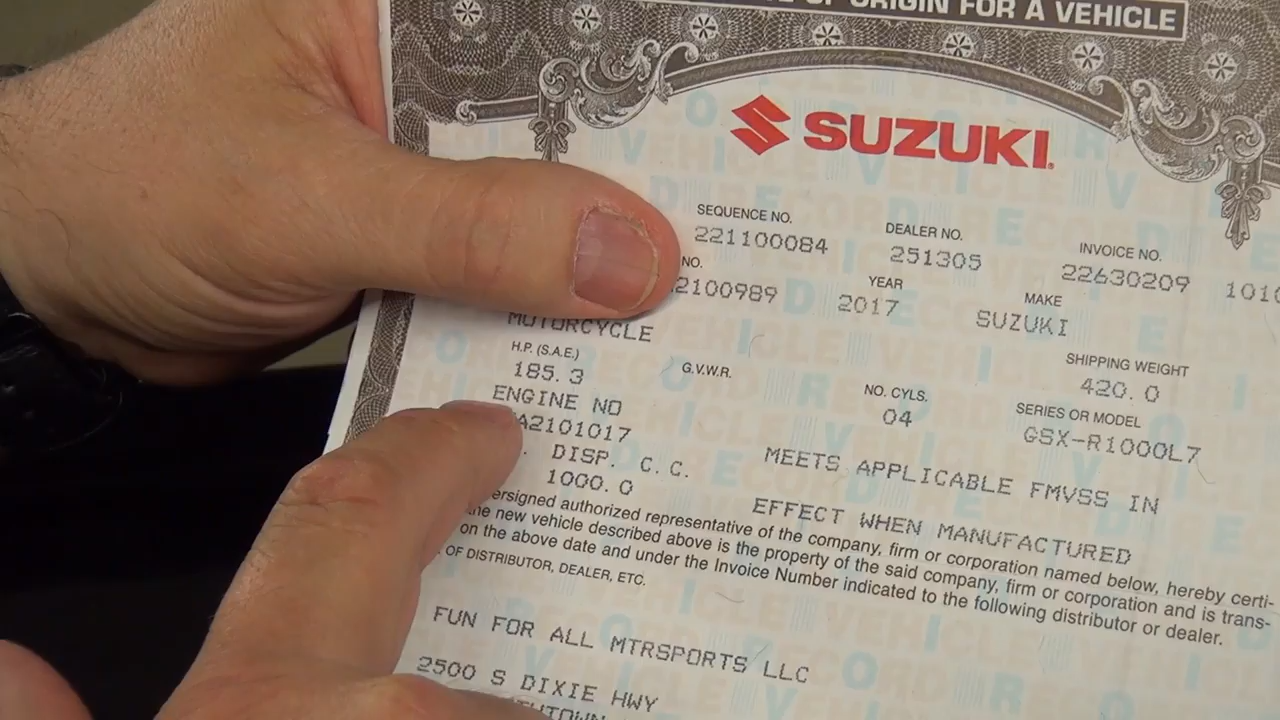 OF ORIGIN FOR A VEHICLE
SUZUKI
SEQUENCE NO. DEALER NO. INVOICE NO.
221100084 251305 22630209 101
NO. YEAR MAKE
2100989 2017 SUZUKI
MOTORCYCLE
H.P. (S.A.E.) G.V.W.R. NO. CYLS. SHIPPING WEIGHT
185.3 04 420.0
ENGINE NO SERIES OR MODEL
A2101017 GSX-R1000L7
DISP. C.C. MEETS APPLICABLE FMVSS IN
1000.0 EFFECT WHEN MANUFACTURED
ersigned authorized representative of the company, firm or corporation named below, hereby certi-
the new vehicle described above is the property of the said company, firm or corporation and is trans-
on the above date and under the Invoice Number indicated to the following distributor or dealer.
OF DISTRIBUTOR, DEALER, ETC.
FUN FOR ALL MTRSPORTS LLC
2500 S DIXIE HWY